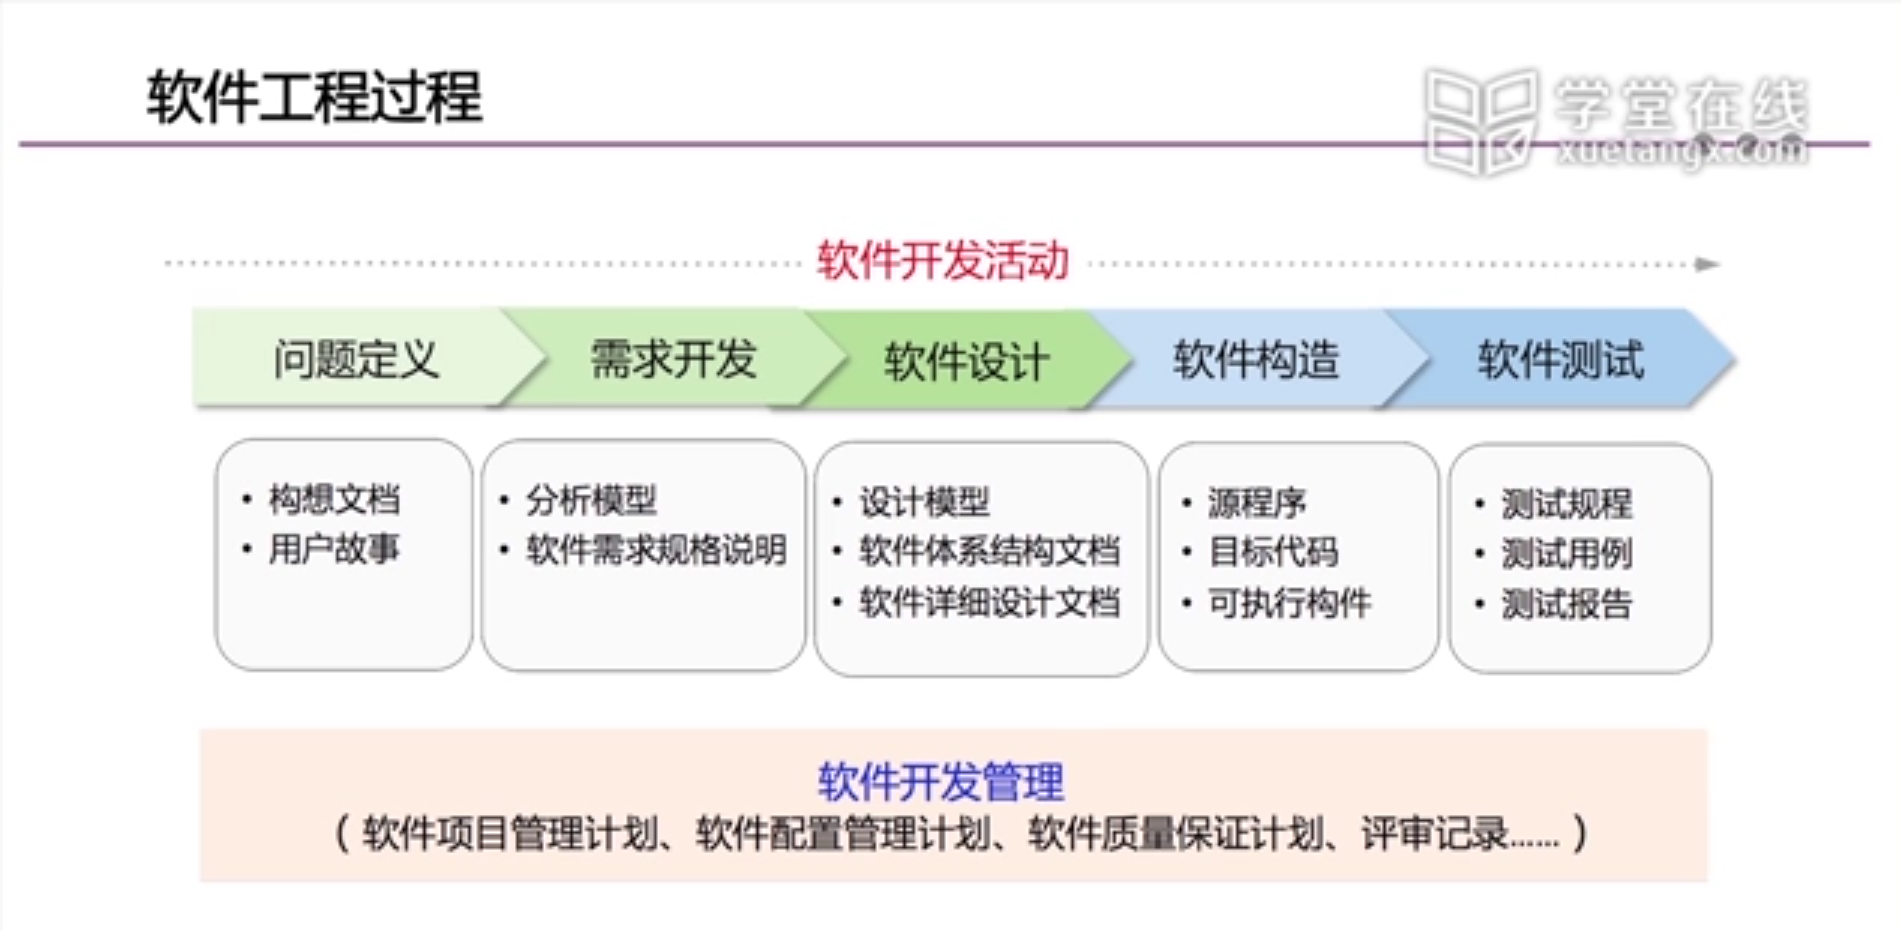 软件工程过程
学堂在线
xuetangx.com
软件开发活动
问题定义
需求开发
软件设计
软件构造
软件测试
• 构想文档
• 用户故事
• 分析模型
• 软件需求规格说明
• 设计模型
• 软件体系结构文档
• 软件详细设计文档
• 源程序
• 目标代码
• 可执行构件
• 测试规程
• 测试用例
• 测试报告
软件开发管理
（软件项目管理计划、软件配置管理计划、软件质量保证计划、评审记录……）